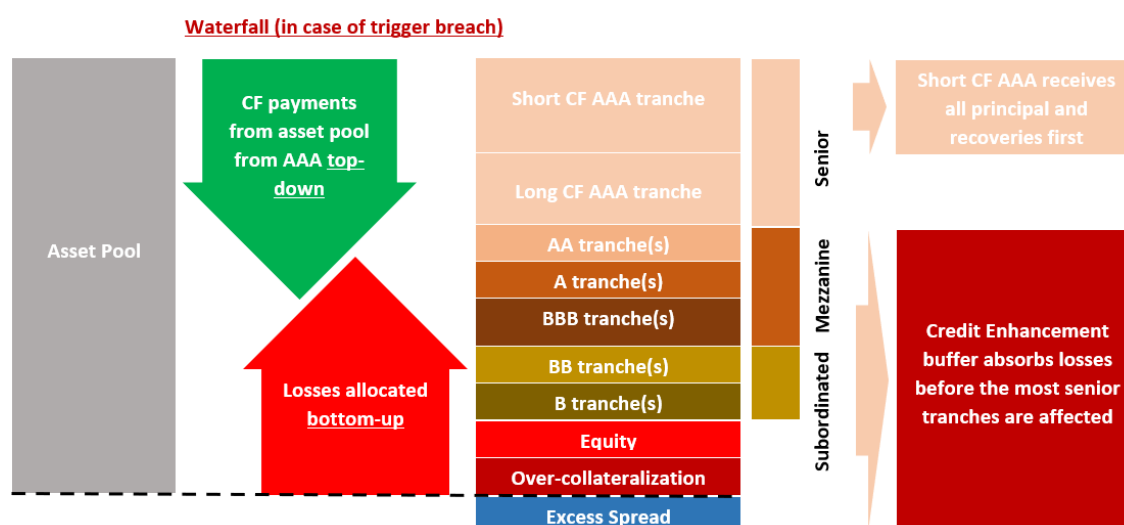 Waterfall (in case of trigger breach)
Asset Pool
CF payments
from asset pool
from AAA top-
down
Losses allocated
bottom-up
Short CF AAA tranche
Long CF AAA tranche
AA tranche(s)
A tranche(s)
BBB tranche(s)
BB tranche(s)
B tranche(s)
Equity
Over-collateralization
Excess Spread
Senior
Mezzanine
Subordinated
Short CF AAA receives
all principal and
recoveries first
Credit Enhancement
buffer absorbs losses
before the most senior
tranches are affected